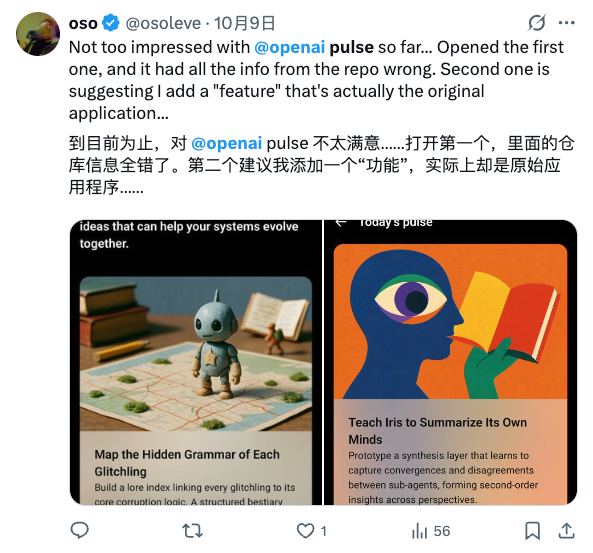 oso @osoleve · 10月9日
Not too impressed with @openai pulse so far... Opened the first
one, and it had all the info from the repo wrong. Second one is
suggesting I add a "feature" that's actually the original
application...
到目前为止，对 @openai pulse 不太满意......打开第一个，里面的仓
库信息全错了。第二个建议我添加一个“功能”，实际上却是原始应
用程序......
ideas that can help your systems evolve
together.
Map the Hidden Grammar of Each
Glitchling
Build a lore index linking every glitchling to its
core corruption logic. A structured bestiary
Today's pulse
Teach Iris to Summarize Its Own
Minds
Prototype a synthesis layer that learns to
capture convergences and disagreements
between sub-agents, forming second-order
insights across perspectives.
1
56